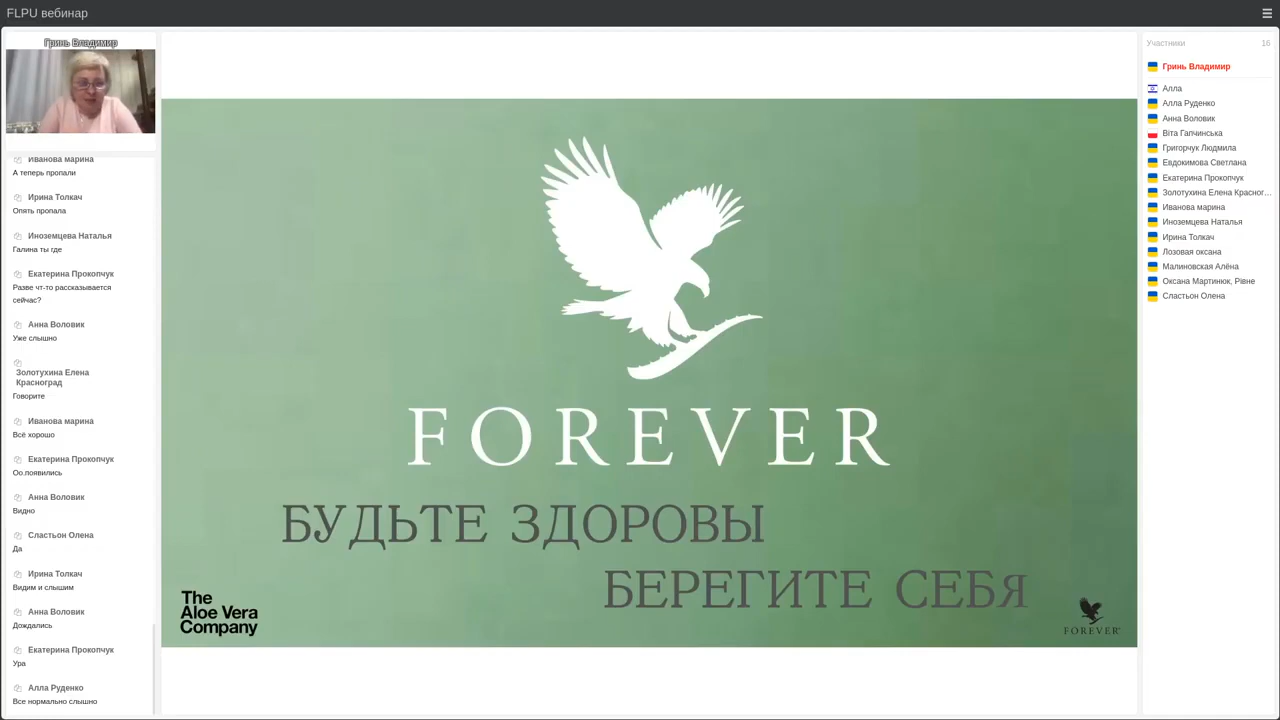 FLPU вебинар
Гринь Владимир
Иванова марина
А теперь пропали
Ирина Толкач
Опять пропала
Иноземцева Наталья
Галина ты где
Екатерина Прокопчук
Разве чт-то рассказывается
сейчас?
Анна Воловик
Уже слышно
Золотухина Елена
Красноград
Говорите
Иванова марина
Всё хорошо
Екатерина Прокопчук
Оо.появились
Анна Воловик
Видно
Сластьон Олена
Да
Ирина Толкач
Видим и слышим
Анна Воловик
Дождались
Екатерина Прокопчук
Ура
Алла Руденко
Все нормально слышно
FOREVER
БУДЬТЕ ЗДОРОВЫ
БЕРЕГИТЕ СЕБЯ
The
Aloe Vera
Company
FOREVER
Участники 16
Гринь Владимир
Алла
Алла Руденко
Анна Воловик
Віта Гапчинська
Григорчук Людмила
Евдокимова Светлана
Екатерина Прокопчук
Золотухина Елена Красног...
Иванова марина
Иноземцева Наталья
Ирина Толкач
Лозовая оксана
Малиновская Алёна
Оксана Мартинюк, Рівне
Сластьон Олена